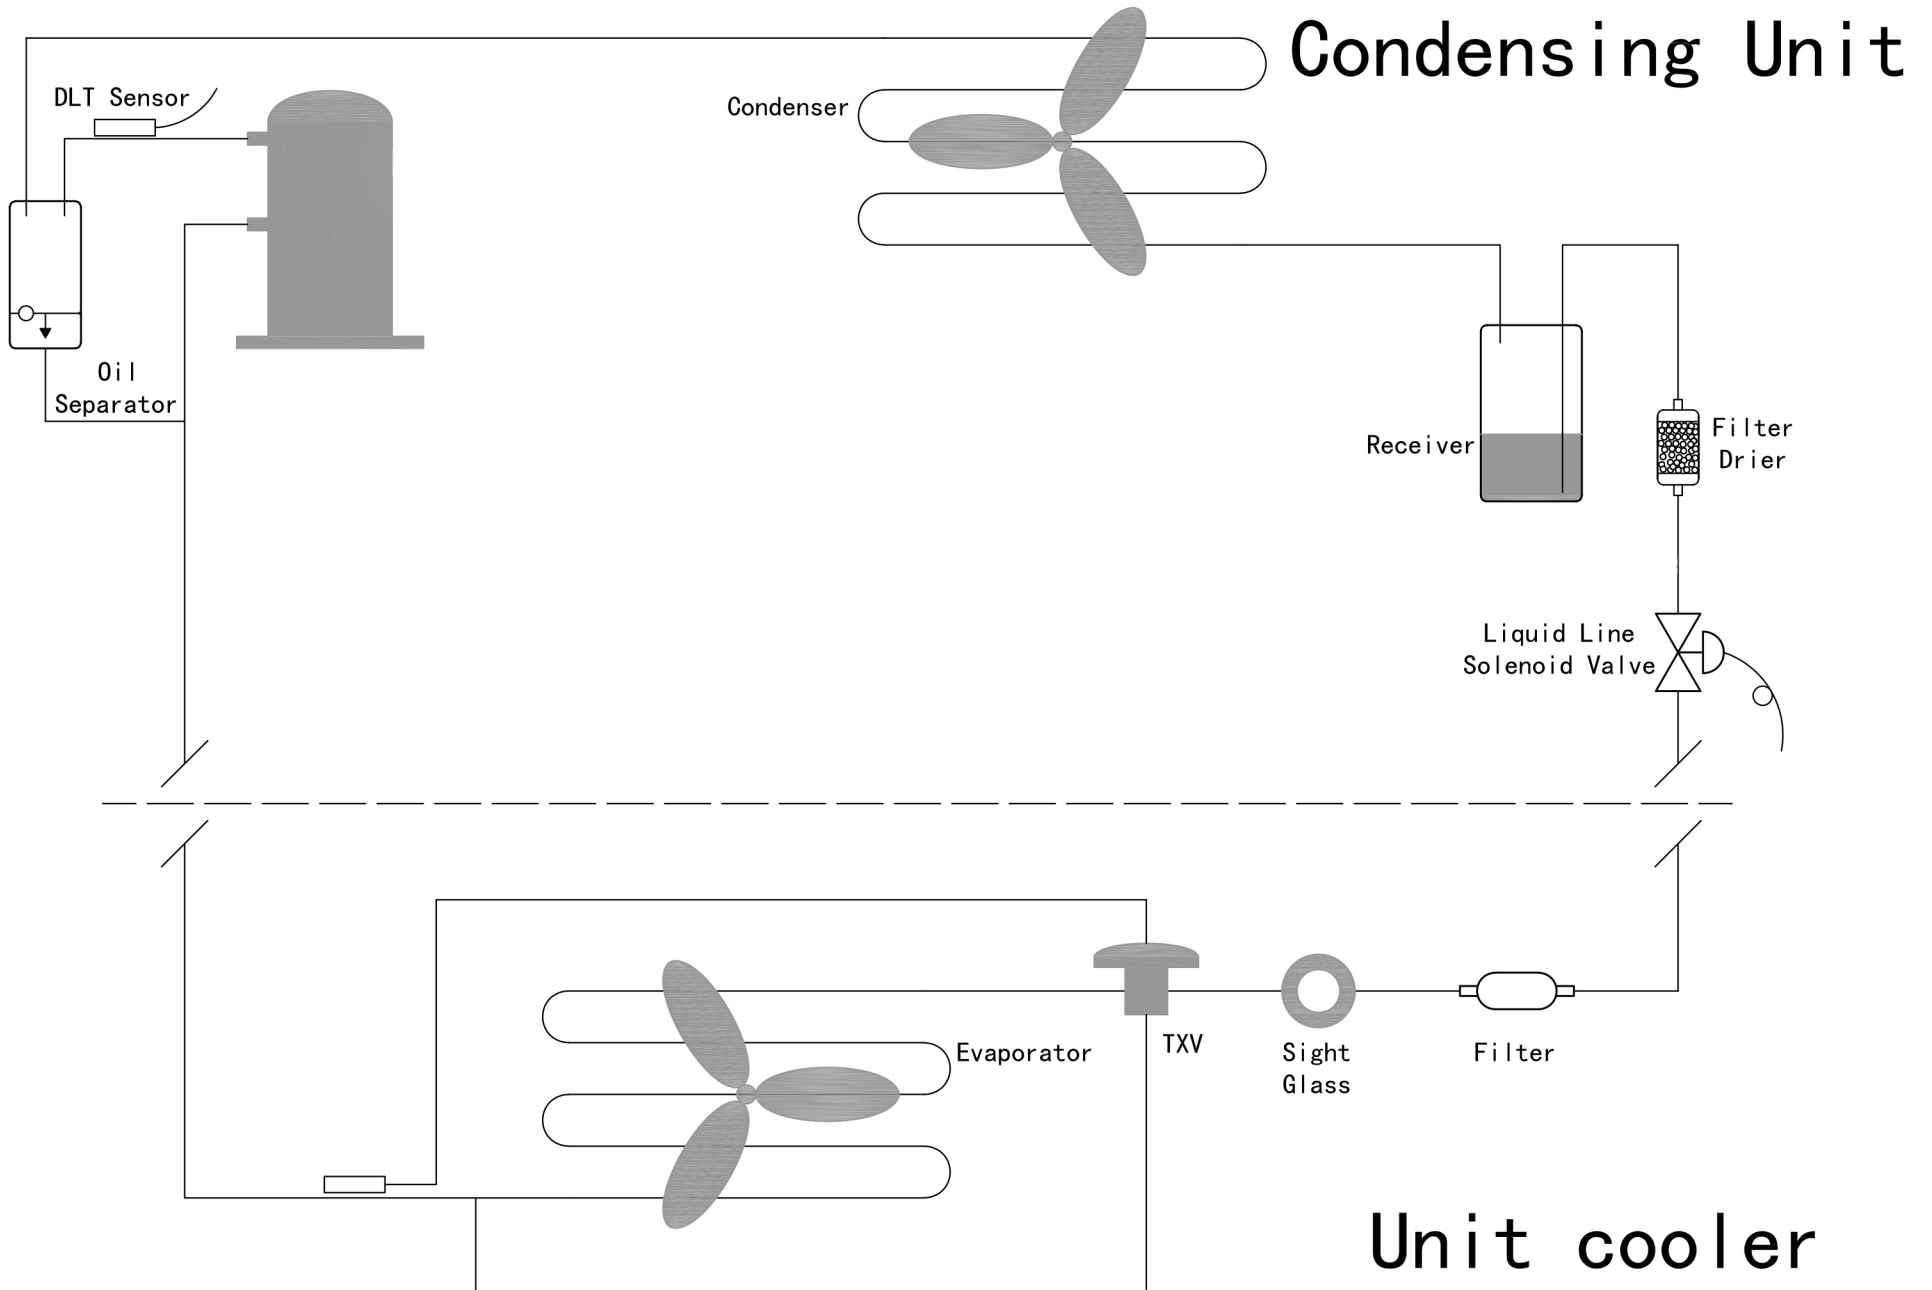 Condensing Unit
DLT Sensor
Condenser
Oil
Separator
Receiver
Filter
Drier
Liquid Line
Solenoid Valve
Evaporator
TXV
Sight
Glass
Filter
Unit cooler